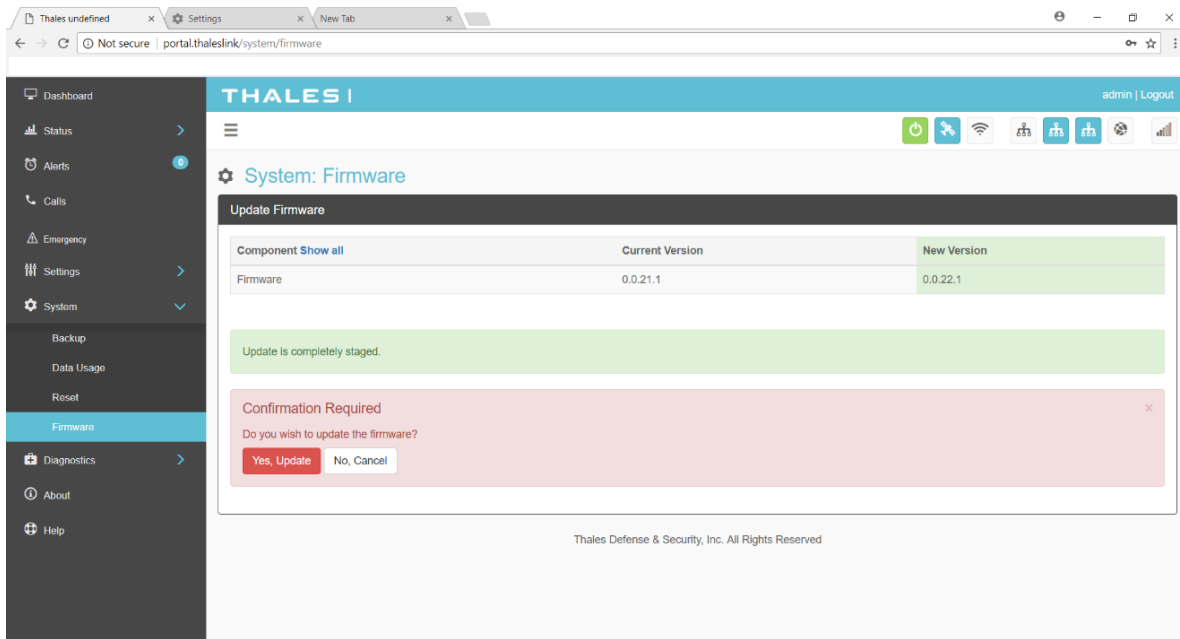 Thales undefined
Settings
New Tab
Not secure | portal.thaleslink/system/firmware
THALES
admin | Logout
Dashboard
Status
Alerts 0
Calls
Emergency
Settings
System
Backup
Data Usage
Reset
Firmware
Diagnostics
About
Help
System: Firmware
Update Firmware
Component Show all Current Version New Version
Firmware 0.0.21.1 0.0.22.1
Update is completely staged.
Confirmation Required
Do you wish to update the firmware?
Yes, Update No, Cancel
Thales Defense & Security, Inc. All Rights Reserved